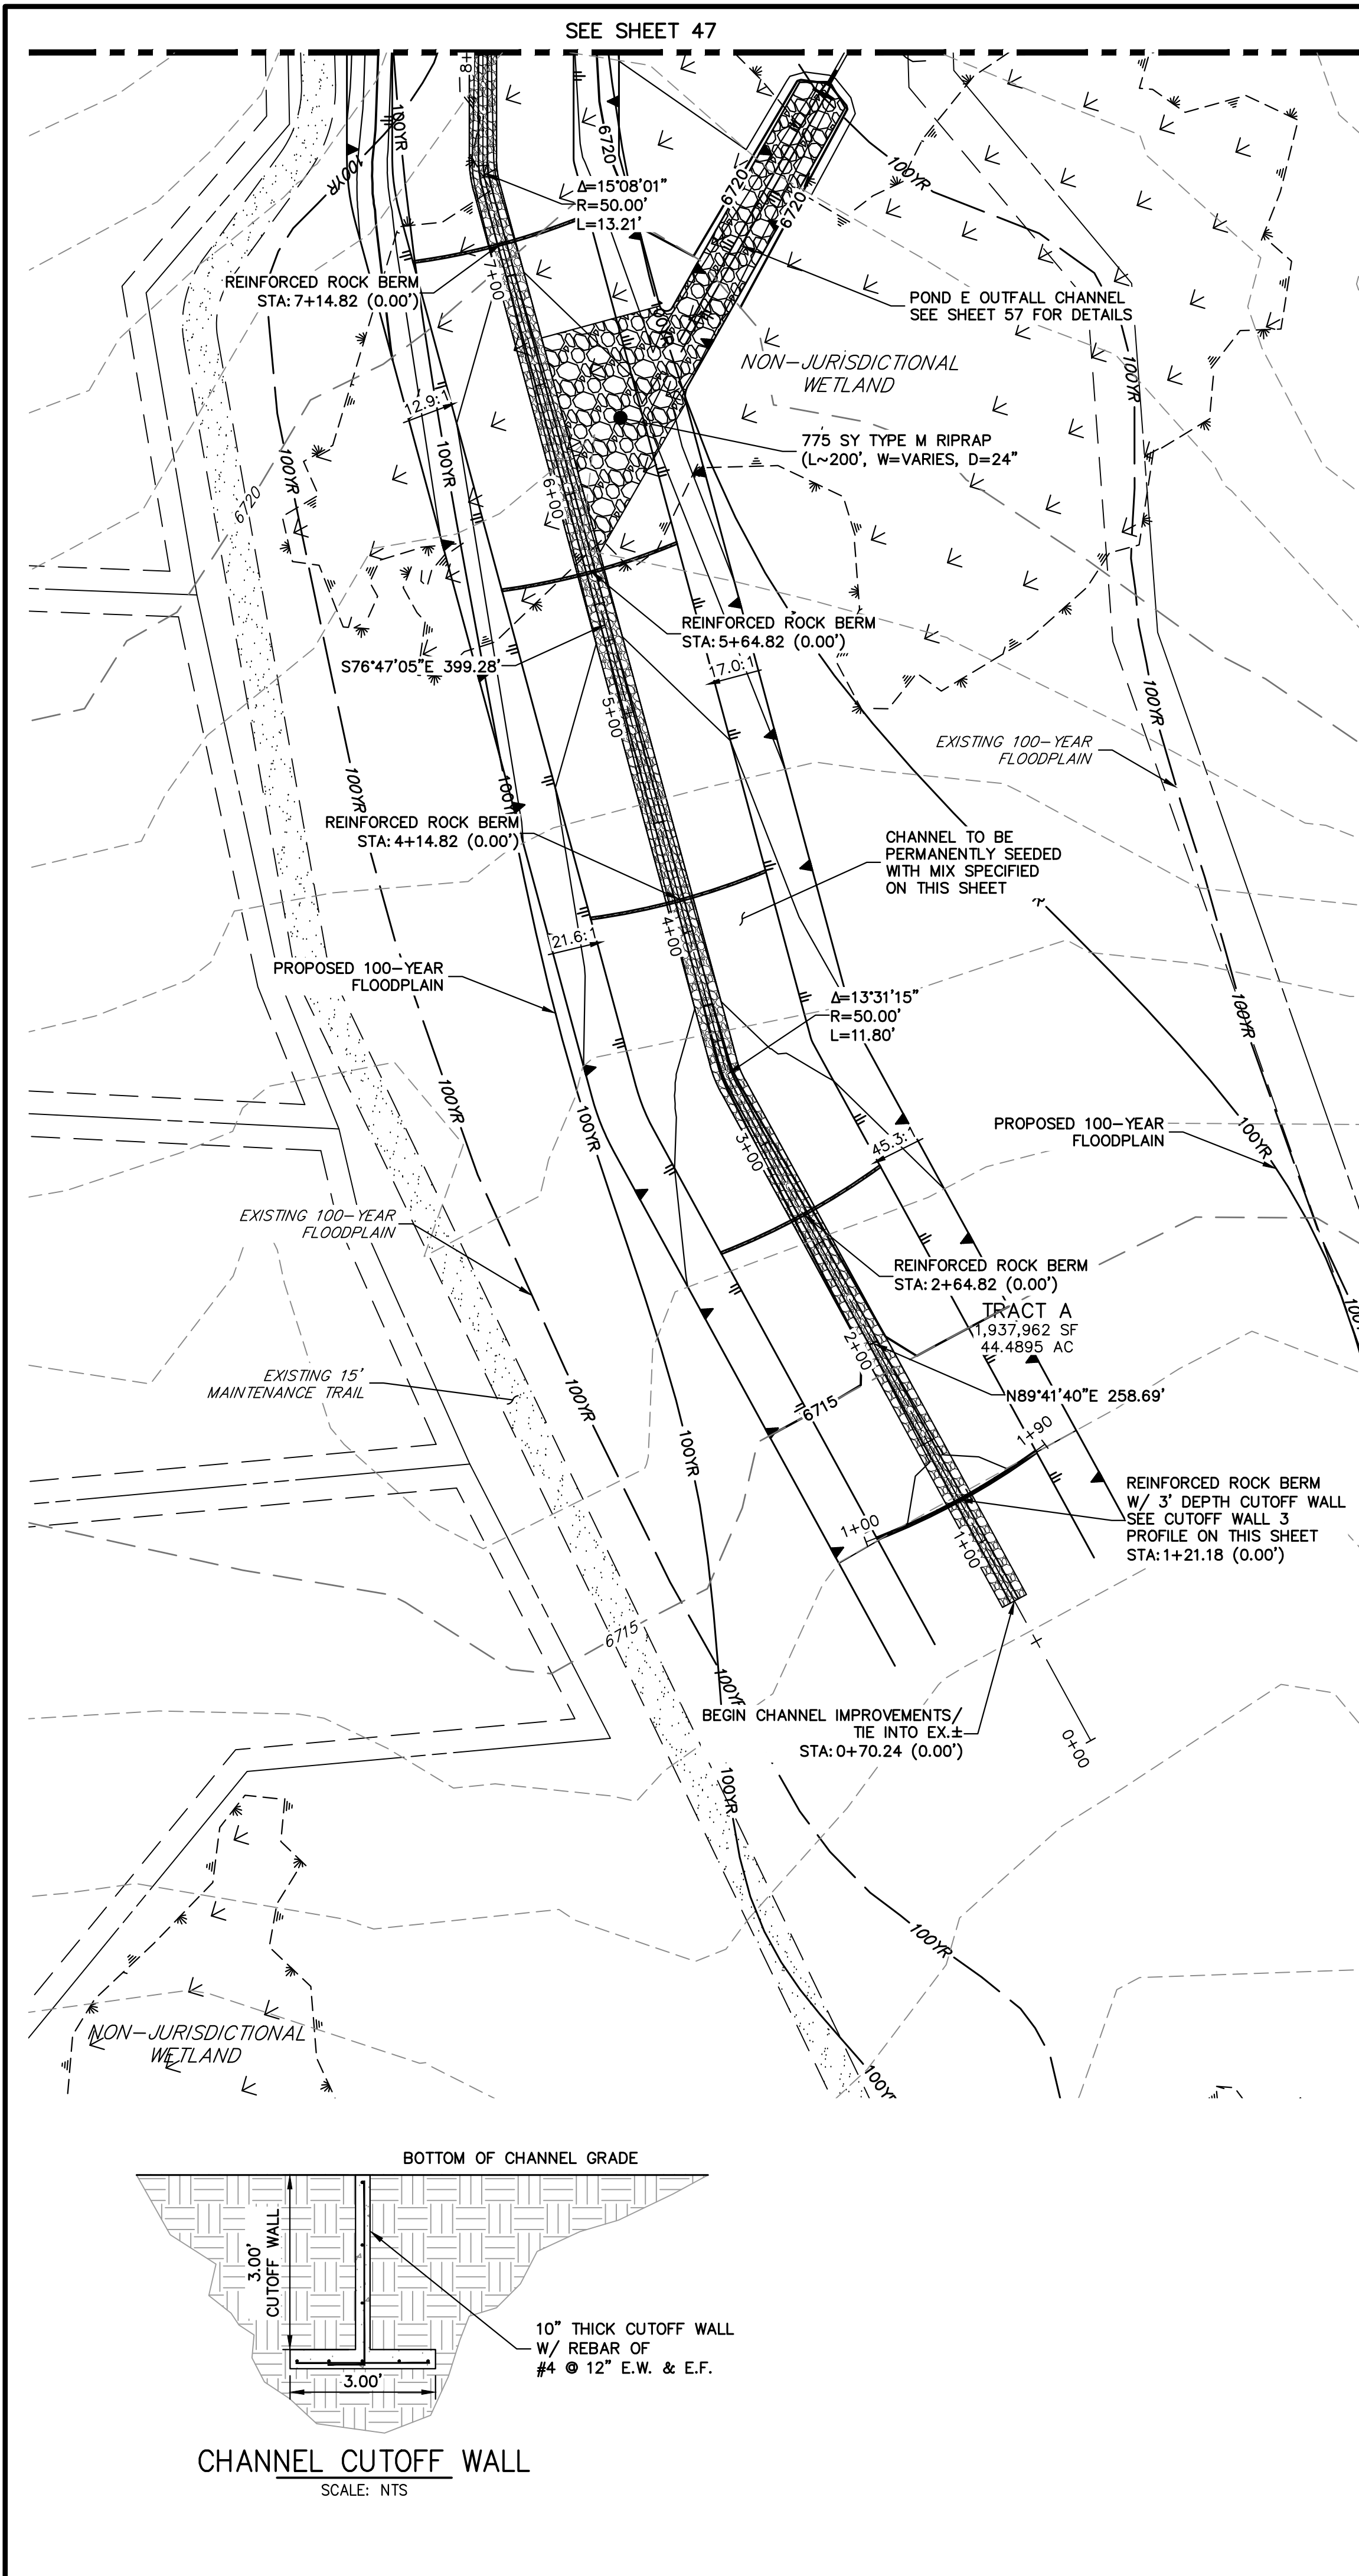 SEE SHEET 47
8+
100YR
6720
100YR
Δ=15°08'01"
R=50.00'
L=13.21'
6720
6720
100YR
REINFORCED ROCK BERM
STA: 7+14.82 (0.00')
7+00
POND E OUTFALL CHANNEL
SEE SHEET 57 FOR DETAILS
NON-JURISDICTIONAL
WETLAND
100YR
12.9:1
100YR
100YR
775 SY TYPE M RIPRAP
(L~200', W=VARIES, D=24")
6720
6+00
REINFORCED ROCK BERM
STA: 5+64.82 (0.00')
S76°47'05"E 399.28'
17.0:1
100YR
5+00
EXISTING 100-YEAR
FLOODPLAIN
100YR
100Y
REINFORCED ROCK BERM
STA: 4+14.82 (0.00')
CHANNEL TO BE
PERMANENTLY SEEDED
WITH MIX SPECIFIED
ON THIS SHEET
4+00
21.6:1
PROPOSED 100-YEAR
FLOODPLAIN
Δ=13°31'15"
R=50.00'
L=11.80'
100YR
100YR
100YR
3+00
45.3:1
PROPOSED 100-YEAR
FLOODPLAIN
100YR
EXISTING 100-YEAR
FLOODPLAIN
REINFORCED ROCK BERM
STA: 2+64.82 (0.00')
TRACT A
1,937,962 SF
44.4895 AC
2+00
EXISTING 15'
MAINTENANCE TRAIL
N89°41'40"E 258.69'
100YR
6715
100YR
1+90
REINFORCED ROCK BERM
W/ 3' DEPTH CUTOFF WALL
SEE CUTOFF WALL 3
PROFILE ON THIS SHEET
STA: 1+21.18 (0.00')
1+00
1+00
6715
100YR
BEGIN CHANNEL IMPROVEMENTS/
TIE INTO EX.±
STA: 0+70.24 (0.00')
0+00
100YR
100YR
NON-JURISDICTIONAL
WETLAND
100YR
BOTTOM OF CHANNEL GRADE
3.00'
CUTOFF WALL
10" THICK CUTOFF WALL
W/ REBAR OF
#4 @ 12" E.W. & E.F.
3.00'
CHANNEL CUTOFF WALL
SCALE: NTS